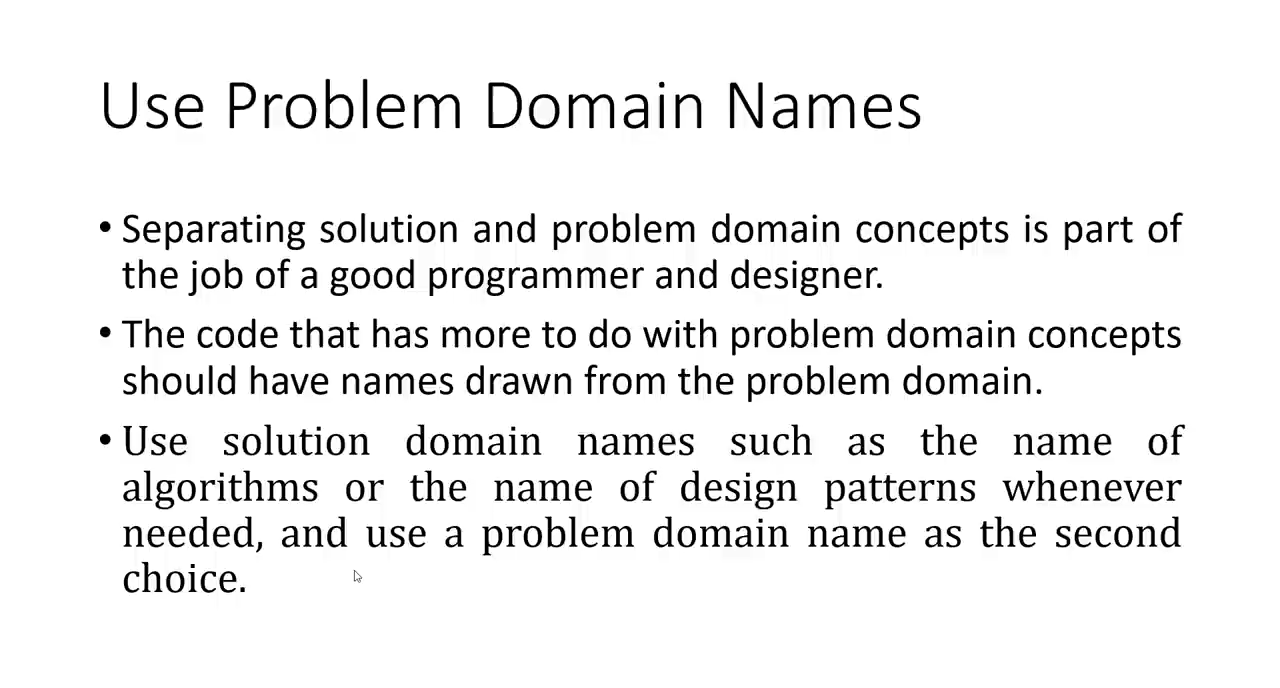 Use Problem Domain Names
• Separating solution and problem domain concepts is part of
the job of a good programmer and designer.
• The code that has more to do with problem domain concepts
should have names drawn from the problem domain.
• Use solution domain names such as the name of
algorithms or the name of design patterns whenever
needed, and use a problem domain name as the second
choice.